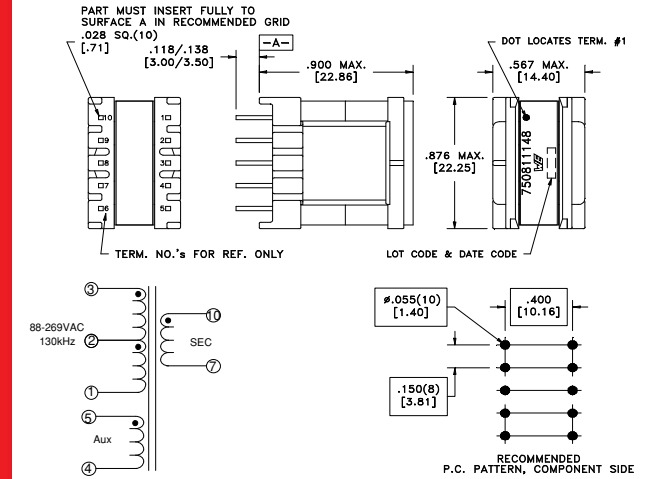 PART MUST INSERT FULLY TO
SURFACE A IN RECOMMENDED GRID
.028 SQ.(10)
[.71]
.118/.138
[3.00/3.50]
-A-
.900 MAX.
[22.86]
DOT LOCATES TERM. #1
.567 MAX.
[14.40]
10 1
9 2
8 3
7 4
6 5
.876 MAX.
[22.25]
750811148
WE
TERM. NO.'s FOR REF. ONLY
LOT CODE & DATE CODE
3
88-269VAC
130kHz
2
1
10
SEC
7
5
Aux
4
ø.055(10)
[1.40]
.400
[10.16]
.150(8)
[3.81]
RECOMMENDED
P.C. PATTERN, COMPONENT SIDE